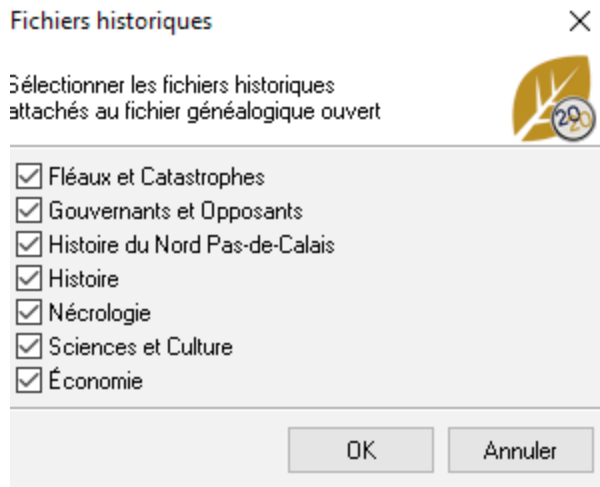 Fichiers historiques
Sélectionner les fichiers historiques
attachés au fichier généalogique ouvert
2020
Fléaux et Catastrophes
Gouvernants et Opposants
Histoire du Nord Pas-de-Calais
Histoire
Nécrologie
Sciences et Culture
Économie
OK
Annuler